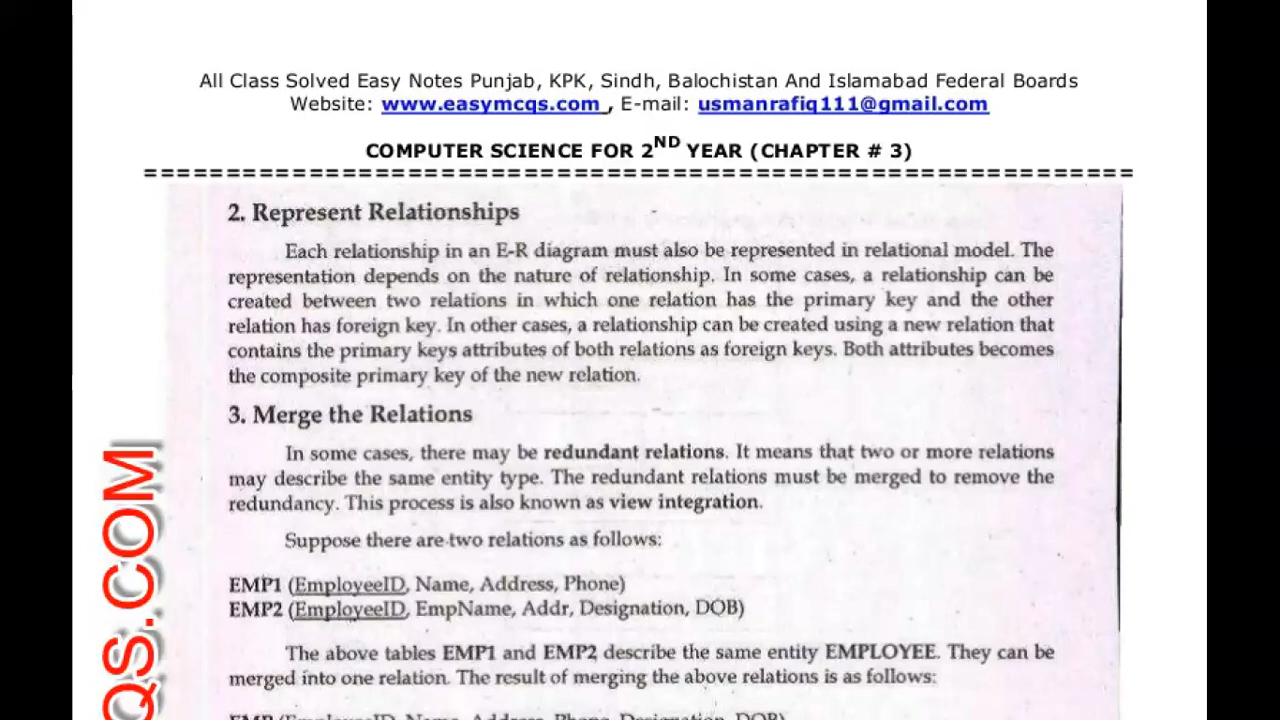 All Class Solved Easy Notes Punjab, KPK, Sindh, Balochistan And Islamabad Federal Boards
Website: www.easymcqs.com , E-mail: usmanrafiq111@gmail.com
COMPUTER SCIENCE FOR 2ND YEAR (CHAPTER # 3)
============================================================
2. Represent Relationships
Each relationship in an E-R diagram must also be represented in relational model. The
representation depends on the nature of relationship. In some cases, a relationship can be
created between two relations in which one relation has the primary key and the other
relation has foreign key. In other cases, a relationship can be created using a new relation that
contains the primary keys attributes of both relations as foreign keys. Both attributes becomes
the composite primary key of the new relation.
3. Merge the Relations
In some cases, there may be redundant relations. It means that two or more relations
may describe the same entity type. The redundant relations must be merged to remove the
redundancy. This process is also known as view integration.
Suppose there are two relations as follows:
EMP1 (EmployeeID, Name, Address, Phone)
EMP2 (EmployeeID, EmpName, Addr, Designation, DOB)
The above tables EMP1 and EMP2 describe the same entity EMPLOYEE. They can be
merged into one relation. The result of merging the above relations is as follows:
EMP (EmployeeID, Name, Address, Phone, Designation, DOB)
QS.COM